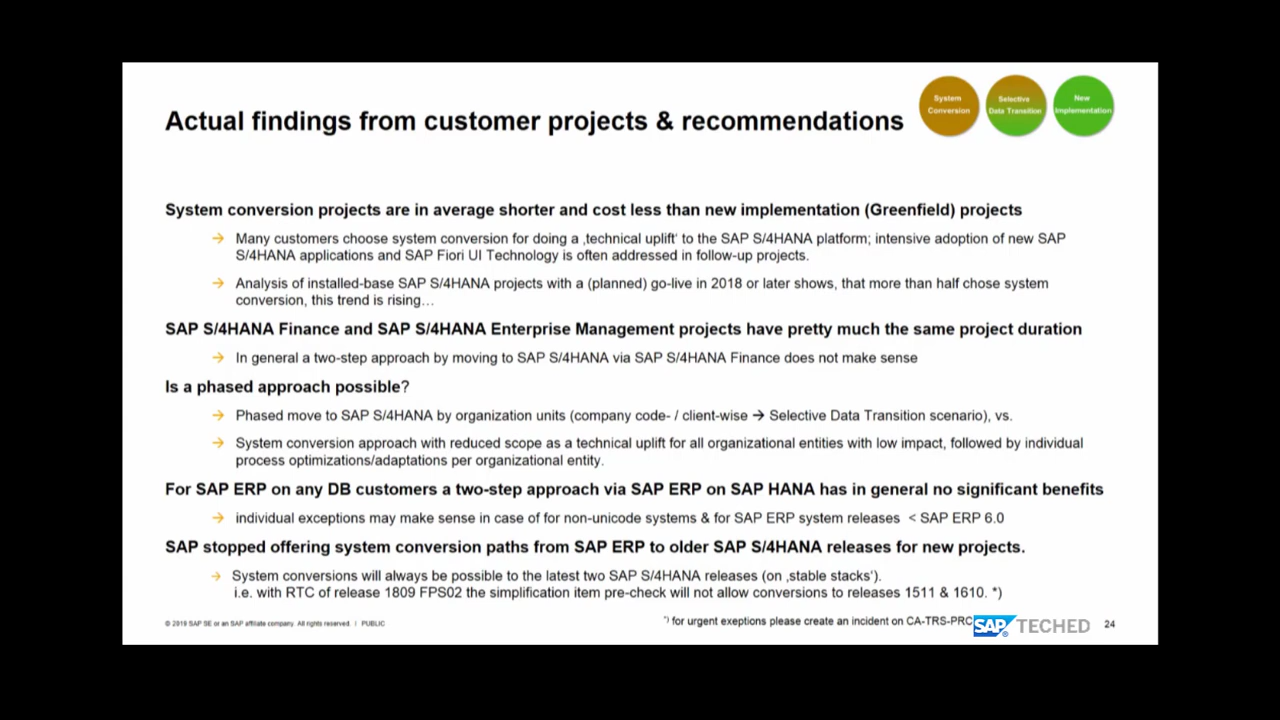 Actual findings from customer projects & recommendations
System
Conversion
Selective
Data Transition
New
Implementation
System conversion projects are in average shorter and cost less than new implementation (Greenfield) projects
→ Many customers choose system conversion for doing a ‚technical uplift‘ to the SAP S/4HANA platform; intensive adoption of new SAP
S/4HANA applications and SAP Fiori UI Technology is often addressed in follow-up projects.
→ Analysis of installed-base SAP S/4HANA projects with a (planned) go-live in 2018 or later shows, that more than half chose system
conversion, this trend is rising…
SAP S/4HANA Finance and SAP S/4HANA Enterprise Management projects have pretty much the same project duration
→ In general a two-step approach by moving to SAP S/4HANA via SAP S/4HANA Finance does not make sense
Is a phased approach possible?
→ Phased move to SAP S/4HANA by organization units (company code- / client-wise → Selective Data Transition scenario), vs.
→ System conversion approach with reduced scope as a technical uplift for all organizational entities with low impact, followed by individual
process optimizations/adaptations per organizational entity.
For SAP ERP on any DB customers a two-step approach via SAP ERP on SAP HANA has in general no significant benefits
→ individual exceptions may make sense in case of for non-unicode systems & for SAP ERP system releases < SAP ERP 6.0
SAP stopped offering system conversion paths from SAP ERP to older SAP S/4HANA releases for new projects.
→ System conversions will always be possible to the latest two SAP S/4HANA releases (on ‚stable stacks‘).
i.e. with RTC of release 1809 FPS02 the simplification item pre-check will not allow conversions to releases 1511 & 1610. *)
© 2019 SAP SE or an SAP affiliate company. All rights reserved. | PUBLIC
*) for urgent exeptions please create an incident on CA-TRS-PRC
SAP TECHED
24